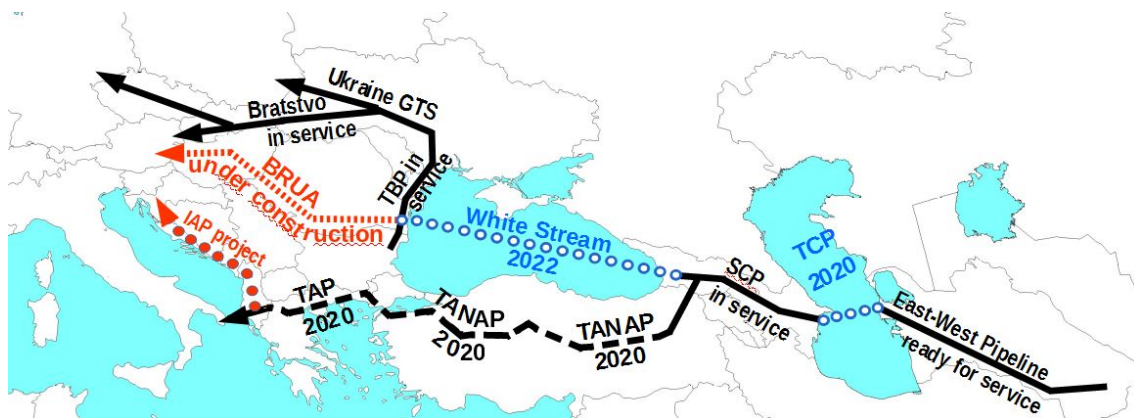 Ukraine GTS
Bratstvo
in service
TBP in
service
BRUA
under construction
IAP project
White Stream
2022
TCP
2020
SCP
in service
East-West Pipeline
ready for service
TAP
2020
TANAP
2020
TANAP
2020